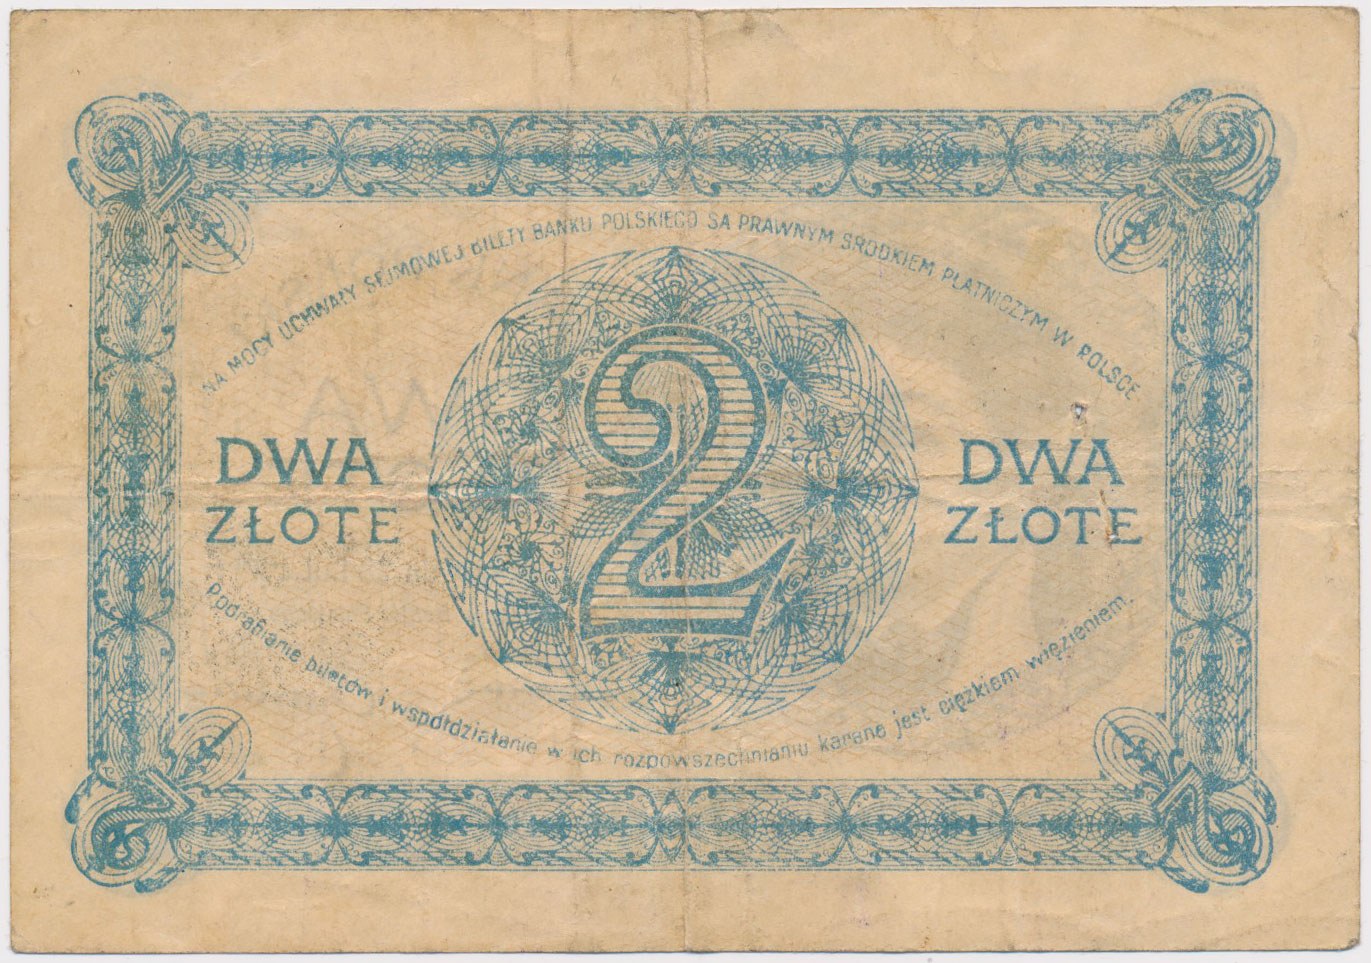 NA MOCY UCHWAŁY SEJMOWEJ BILETY BANKU POLSKIEGO SĄ PRAWNYM ŚRODKIEM PŁATNICZYM W POLSCE
2
DWA
ZŁOTE
DWA
ZŁOTE
Podrabianie biletów i współdziałanie w ich rozpowszechnianiu karane jest ciężkiem więzieniem.